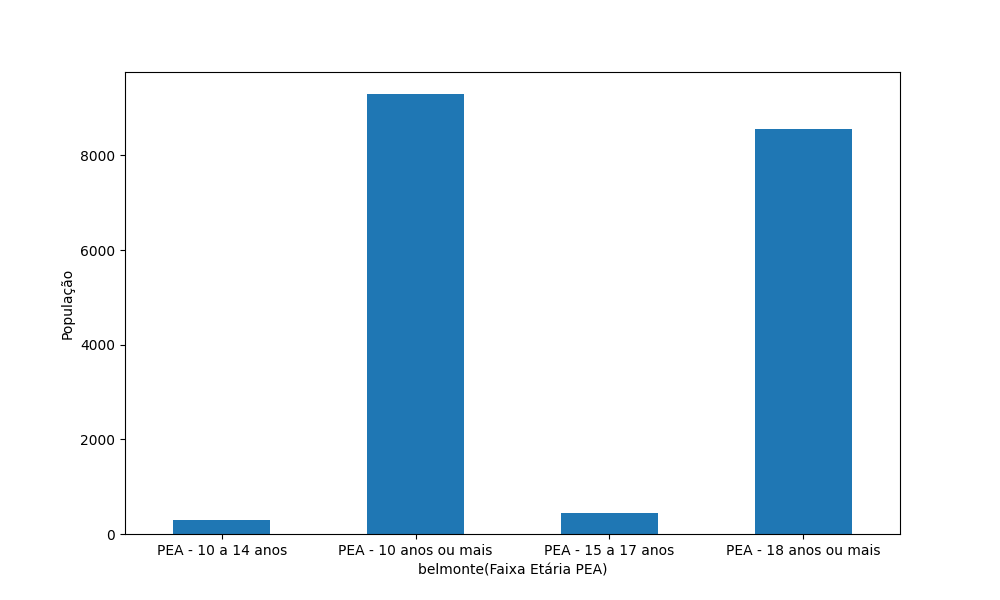 8000
6000
4000
2000
0
População
PEA - 10 a 14 anos
PEA - 10 anos ou mais
PEA - 15 a 17 anos
PEA - 18 anos ou mais
belmonte(Faixa Etária PEA)